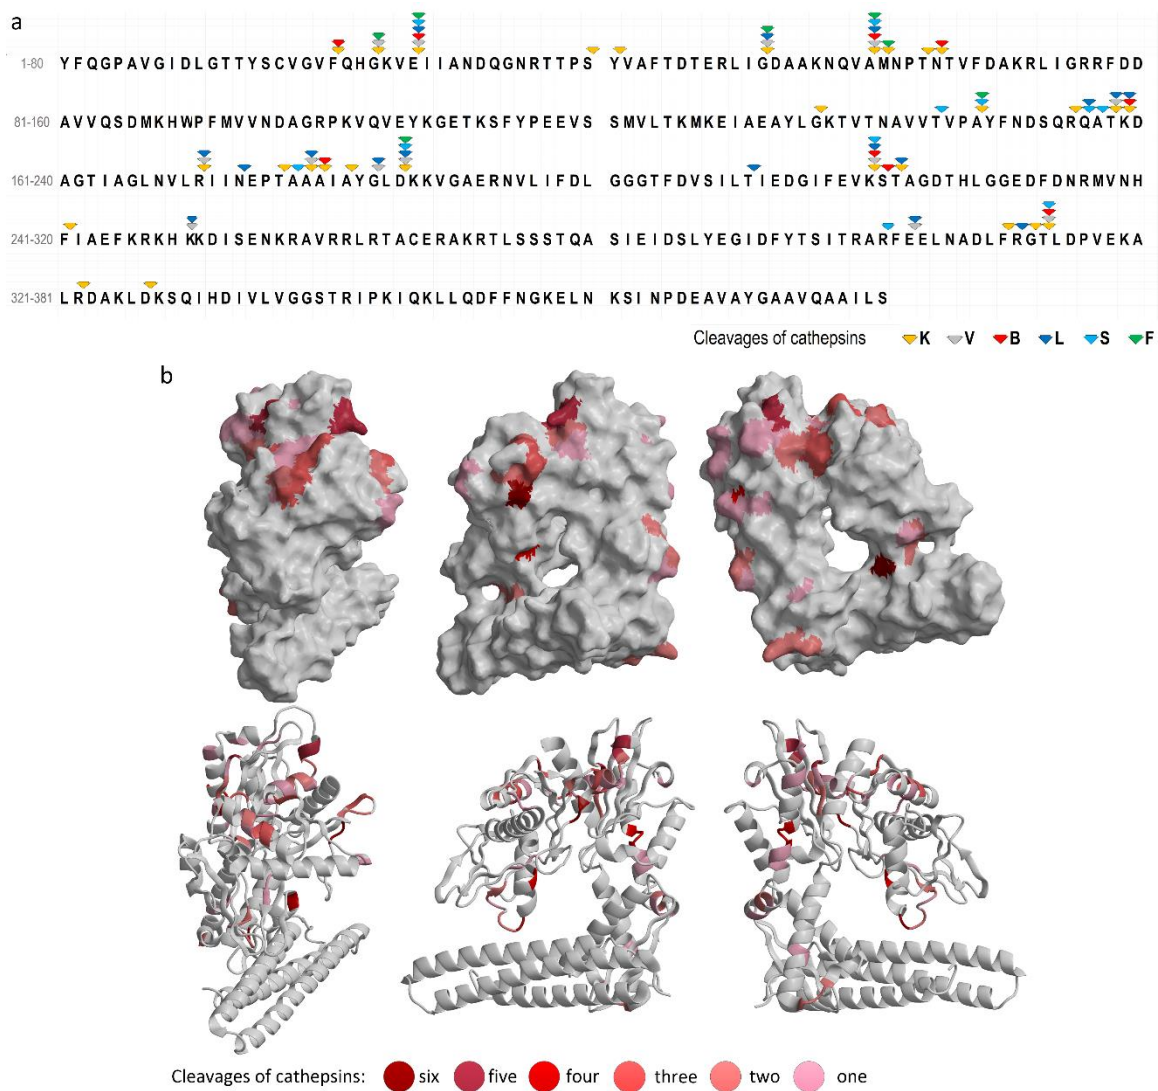 a
1-80 YFQGPAVGIDLGTTYSCVGVFQHGKVEIIANDQGNRTTPS YVAFTDTERLIGDAAKNQVAMNPTNTVFDAKRLIGRRFDD
81-160 AVVQSDMKHWPFMVVNDAGRPKVQVEYKGETKSFYPEEVS SMVLTKMKEIAEAYLGKTVTNAVVTVPAYFNDSQRQATKD
161-240 AGTIAGLNVLRIINEPTAAAIAYGLDKKVGAERNVLIFDL GGGTFDVSILTIEDGIFEVKSTAGDTHLGGEDFDNRMVNH
241-320 FIAEFKRKHKKDISENKRAVRRLRTACERAKRTLSSSTQA SIEIDSLYEGIDFYTSITRARFEELNADLFRGTLDPVEKA
321-381 LRDAKLDKSQIHDIVLVGGSTRIPKIQKLLQDFFNGKELN KSINPDEAVAYGAAVQAAILS
Cleavages of cathepsins K V B L S F
b
Cleavages of cathepsins: six five four three two one